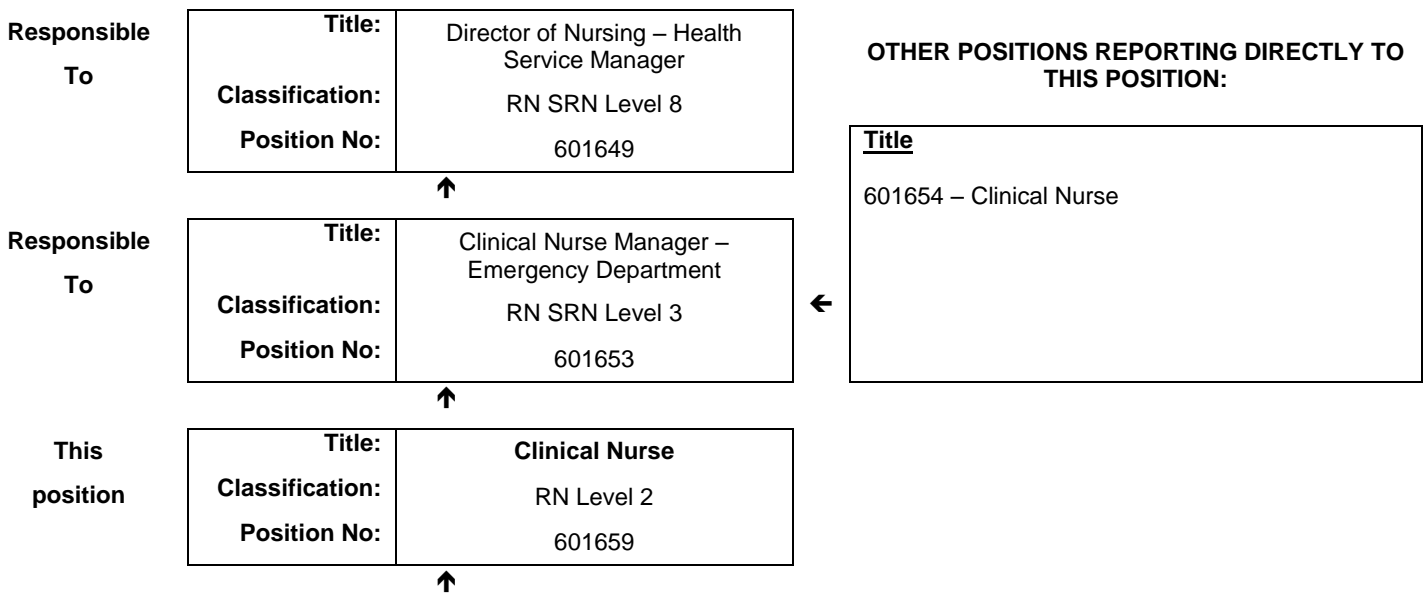 Responsible
To
Title:
Director of Nursing – Health
Service Manager
Classification:
RN SRN Level 8
Position No:
601649
OTHER POSITIONS REPORTING DIRECTLY TO
THIS POSITION:
Title
601654 – Clinical Nurse
Responsible
To
Title:
Clinical Nurse Manager –
Emergency Department
Classification:
RN SRN Level 3
Position No:
601653
This
position
Title:
Clinical Nurse
Classification:
RN Level 2
Position No:
601659